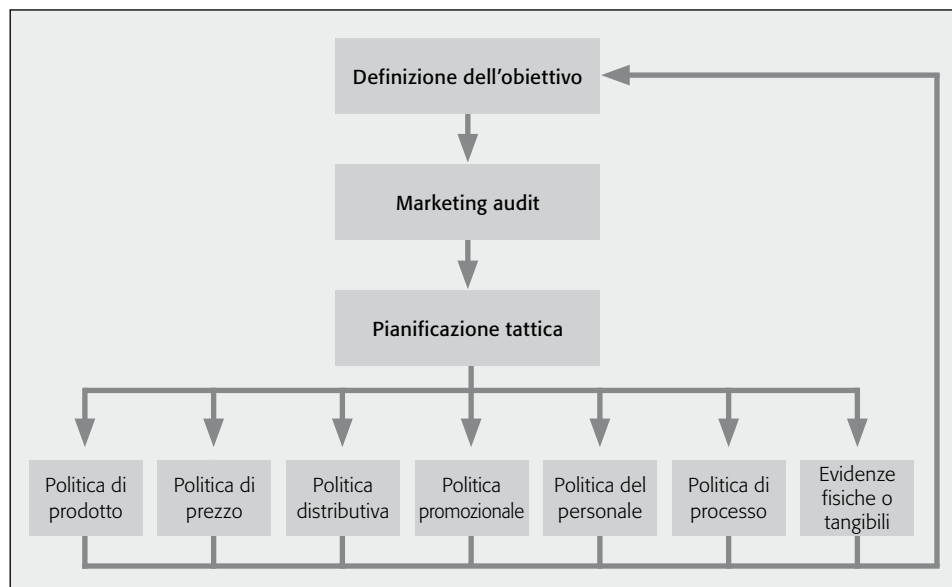 Definizione dell'obiettivo
Marketing audit
Pianificazione tattica
Politica di
prodotto
Politica di
prezzo
Politica
distributiva
Politica
promozionale
Politica del
personale
Politica di
processo
Evidenze
fisiche o
tangibili